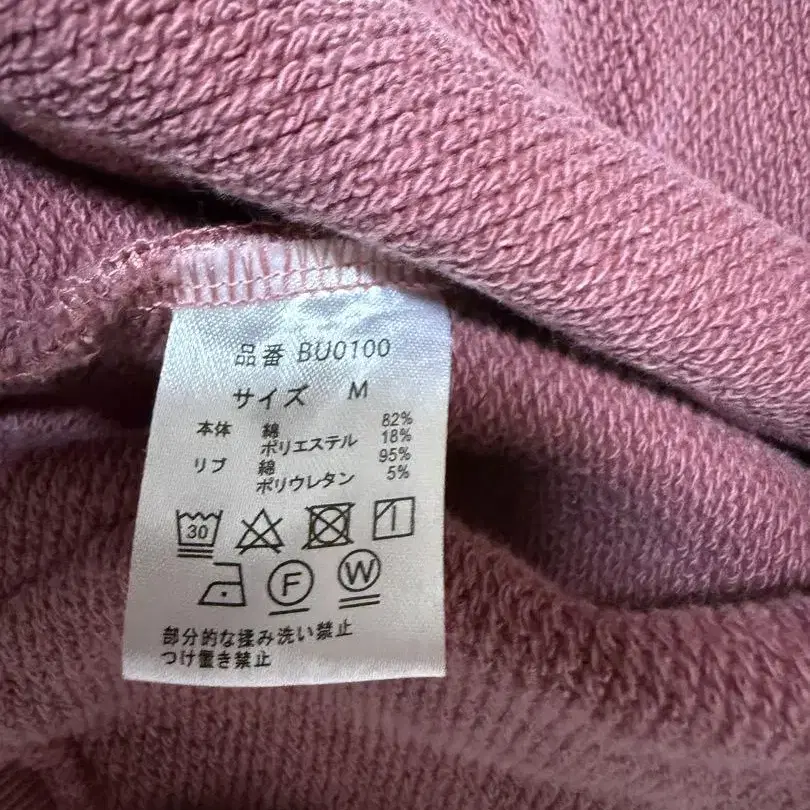 品番 BU0100
サイズ M
本体 綿 82%
ポリエステル 18%
リブ 綿 95%
ポリウレタン 5%
30
F W
部分的な揉み洗い禁止
つけ置き禁止